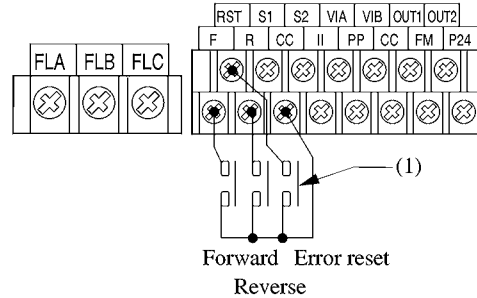 RST S1 S2 VIA VIB OUT1 OUT2
F R CC II PP CC FM P24
FLA FLB FLC
(1)
Forward Error reset
Reverse